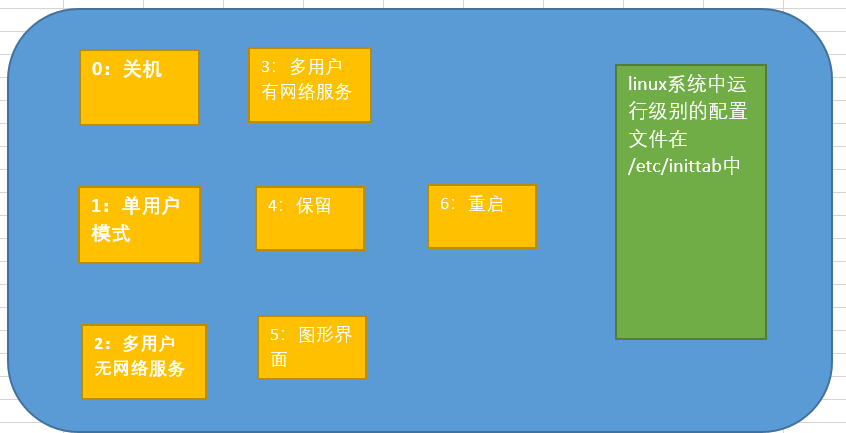 0：关机
1：单用户
模式
2：多用户
无网络服务
3：多用户
有网络服务
4：保留
5：图形界
面
6：重启
linux系统中运
行级别的配置
文件在
/etc/inittab中